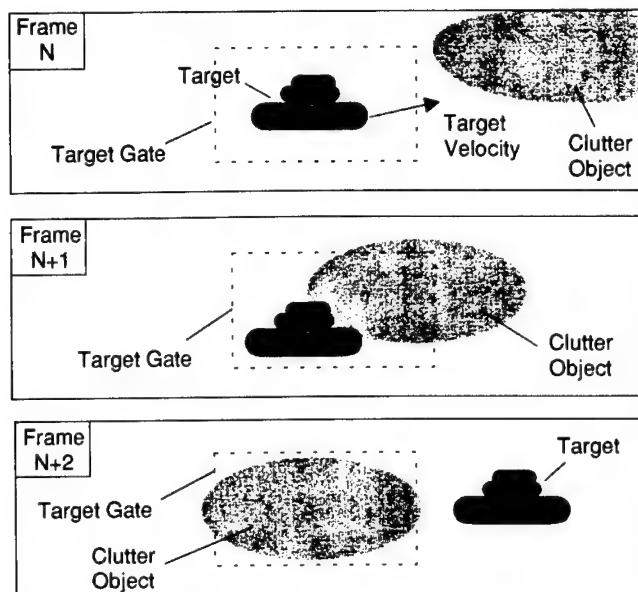 Frame
N
Target
Target Gate
Target
Velocity
Clutter
Object
Frame
N+1
Target Gate
Clutter
Object
Frame
N+2
Target
Target Gate
Clutter
Object